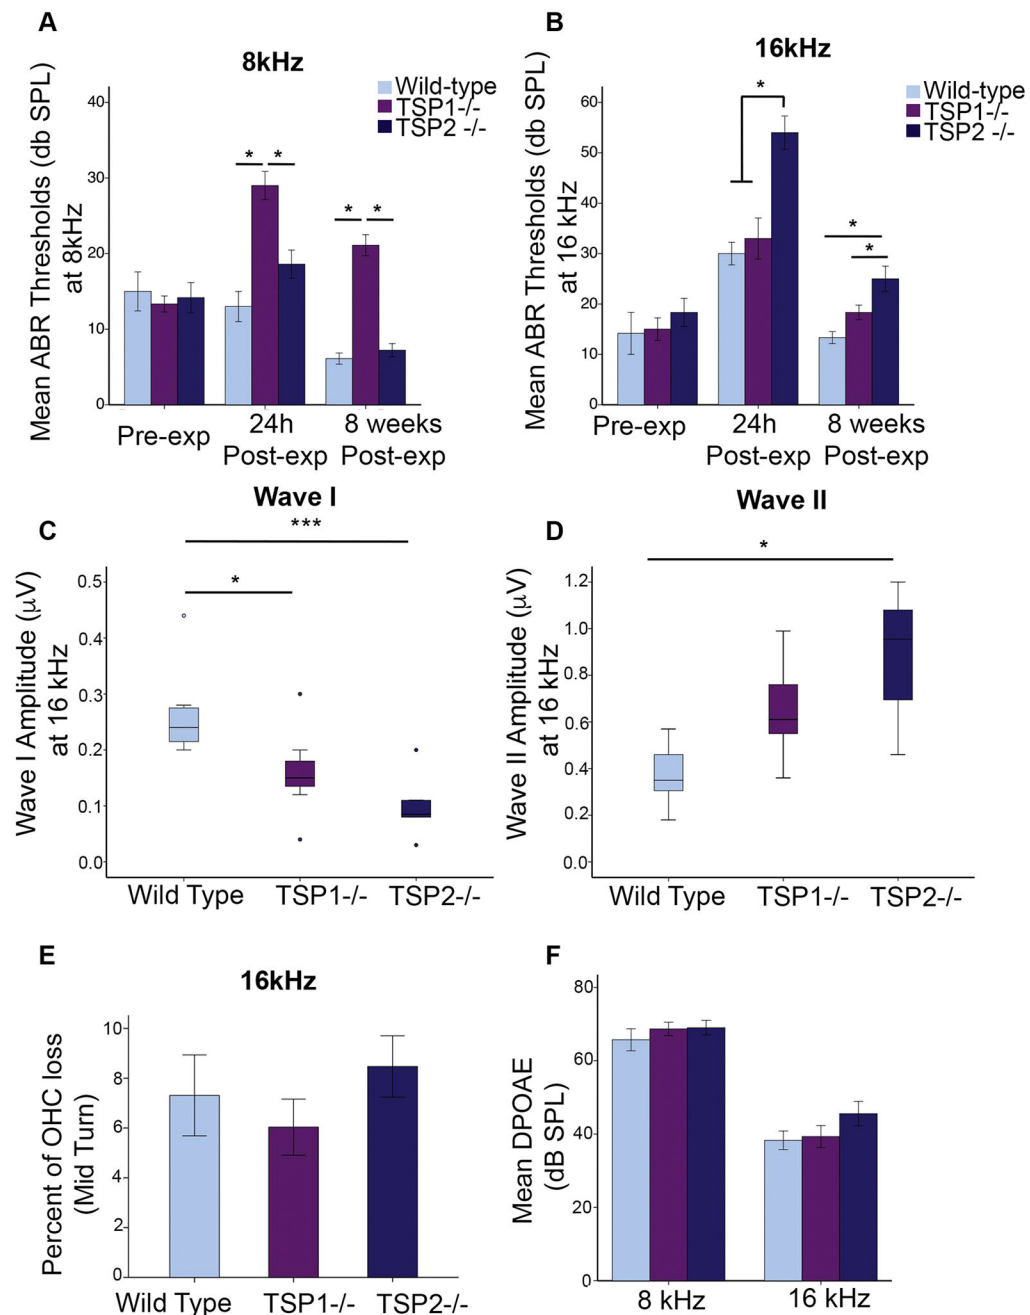 A
8kHz
Mean ABR Thresholds (db SPL)
at 8kHz
40
30
20
10
0
Wild-type
TSP1-/-
TSP2 -/-
*
*
*
*
Pre-exp
24h
Post-exp
8 weeks
Post-exp
B
16kHz
Mean ABR Thresholds (db SPL)
at 16 kHz
60
50
40
30
20
10
0
Wild-type
TSP1-/-
TSP2 -/-
*
*
*
Pre-exp
24h
Post-exp
8 weeks
Post-exp
C
Wave I
***
*
Wave I Amplitude (μV)
at 16 kHz
0.5
0.4
0.3
0.2
0.1
0.0
Wild Type
TSP1-/-
TSP2-/-
D
Wave II
*
Wave II Amplitude (μV)
at 16 kHz
1.2
1.0
0.8
0.6
0.4
0.2
0.0
Wild Type
TSP1-/-
TSP2-/-
E
16kHz
Percent of OHC loss
(Mid Turn)
10
8
6
4
2
0
Wild Type
TSP1-/-
TSP2-/-
F
Mean DPOAE
(dB SPL)
80
60
40
20
0
8 kHz
16 kHz